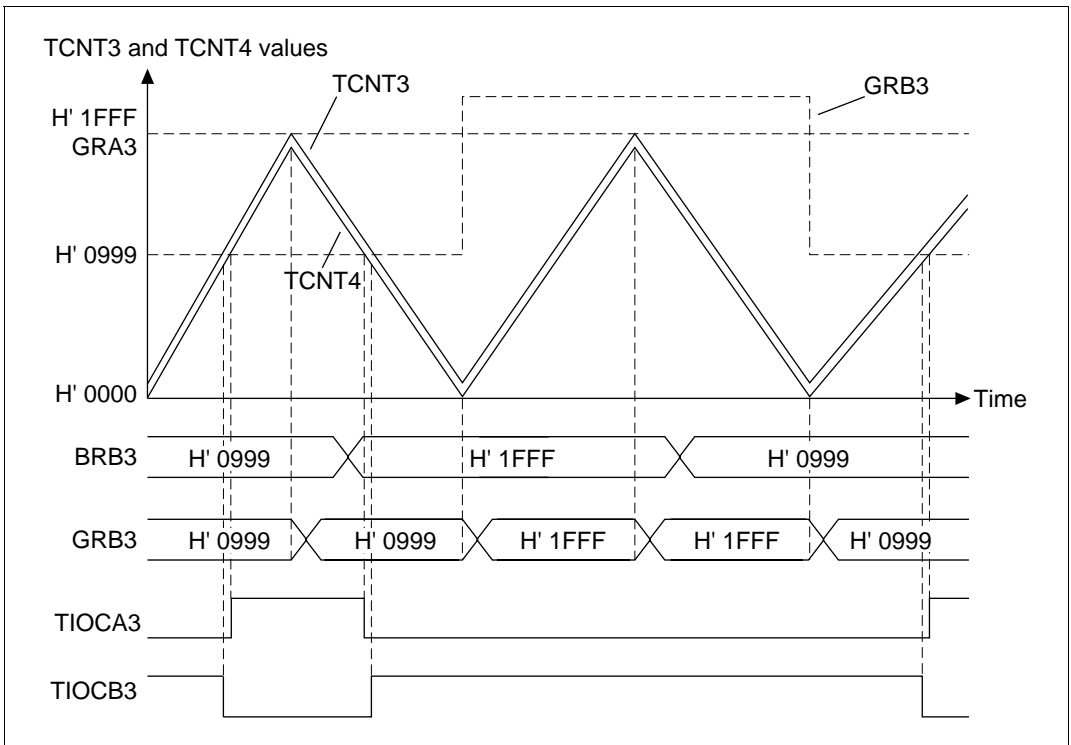 TCNT3 and TCNT4 values
TCNT3
GRB3
H' 1FFF
GRA3
H' 0999
TCNT4
H' 0000
Time
BRB3 H' 0999 H' 1FFF H' 0999
GRB3 H' 0999 H' 0999 H' 1FFF H' 1FFF H' 0999
TIOCA3
TIOCB3